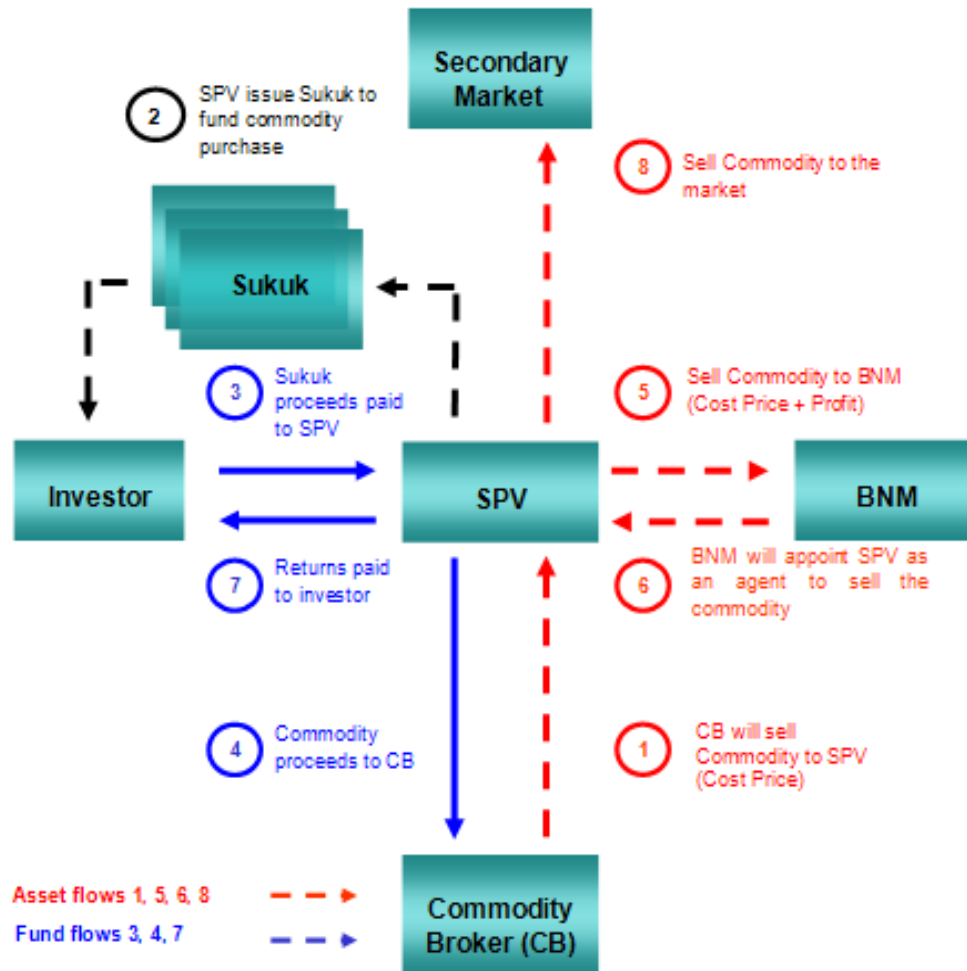 Secondary
Market
2
SPV issue Sukuk to
fund commodity
purchase
8
Sell Commodity to the
market
Sukuk
3
Sukuk
proceeds paid
to SPV
5
Sell Commodity to BNM
(Cost Price + Profit)
Investor
SPV
BNM
7
Returns paid
to investor
6
BNM will appoint SPV as
an agent to sell the
commodity
4
Commodity
proceeds to CB
1
CB will sell
Commodity to SPV
(Cost Price)
Asset flows 1, 5, 6, 8
Fund flows 3, 4, 7
Commodity
Broker (CB)